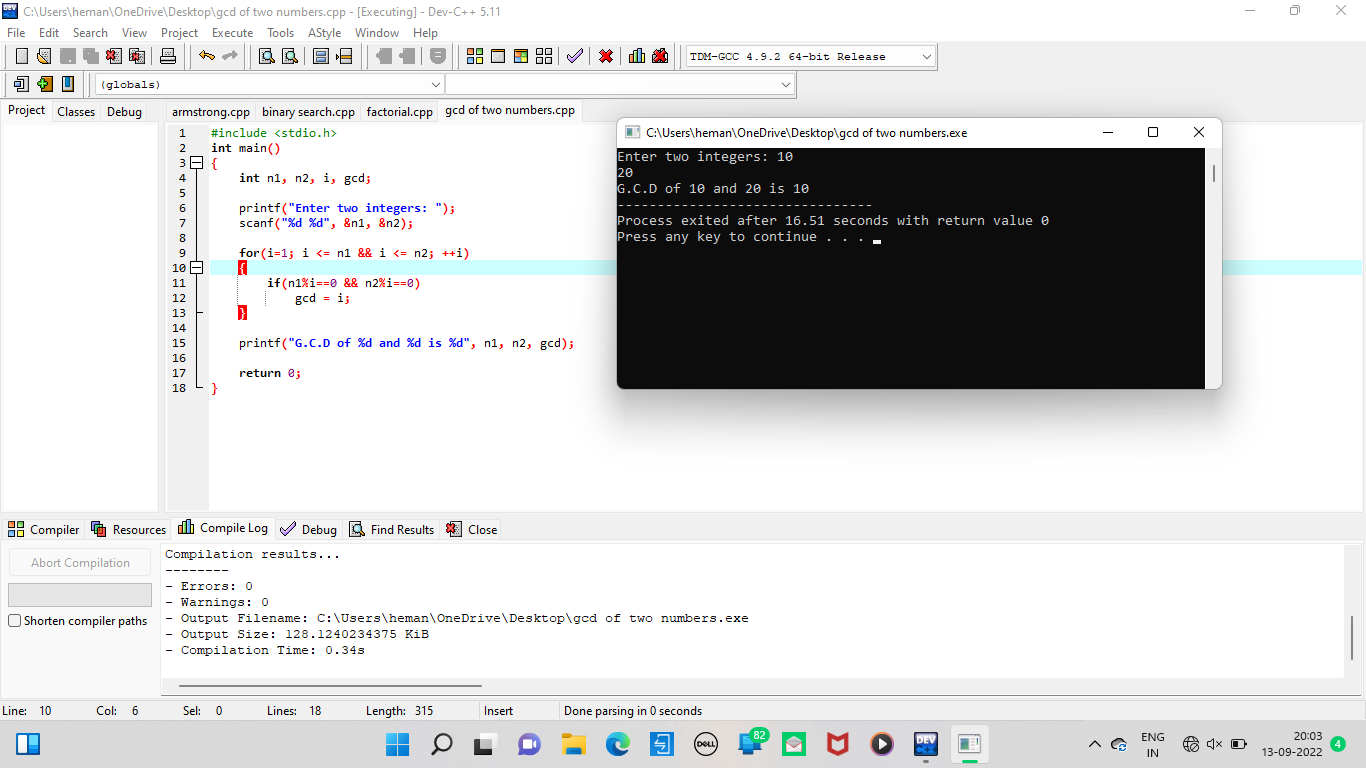 C:\Users\heman\OneDrive\Desktop\gcd of two numbers.cpp - [Executing] - Dev-C++ 5.11
File Edit Search View Project Execute Tools AStyle Window Help
TDM-GCC 4.9.2 64-bit Release
(globals)
Project Classes Debug
armstrong.cpp binary search.cpp factorial.cpp gcd of two numbers.cpp
1 #include <stdio.h>
2 int main()
3 {
4 int n1, n2, i, gcd;
5
6 printf("Enter two integers: ");
7 scanf("%d %d", &n1, &n2);
8
9 for(i=1; i <= n1 && i <= n2; ++i)
10 {
11 if(n1%i==0 && n2%i==0)
12 gcd = i;
13 }
14
15 printf("G.C.D of %d and %d is %d", n1, n2, gcd);
16
17 return 0;
18 }
C:\Users\heman\OneDrive\Desktop\gcd of two numbers.exe
Enter two integers: 10
20
G.C.D of 10 and 20 is 10
--------------------------------
Process exited after 16.51 seconds with return value 0
Press any key to continue . . .
Compiler Resources Compile Log Debug Find Results Close
Abort Compilation
Shorten compiler paths
Compilation results...
--------
- Errors: 0
- Warnings: 0
- Output Filename: C:\Users\heman\OneDrive\Desktop\gcd of two numbers.exe
- Output Size: 128.1240234375 KiB
- Compilation Time: 0.34s
Line: 10 Col: 6 Sel: 0 Lines: 18 Length: 315 Insert Done parsing in 0 seconds
DELL
82
DEV
ENG
IN
20:03
13-09-2022
4